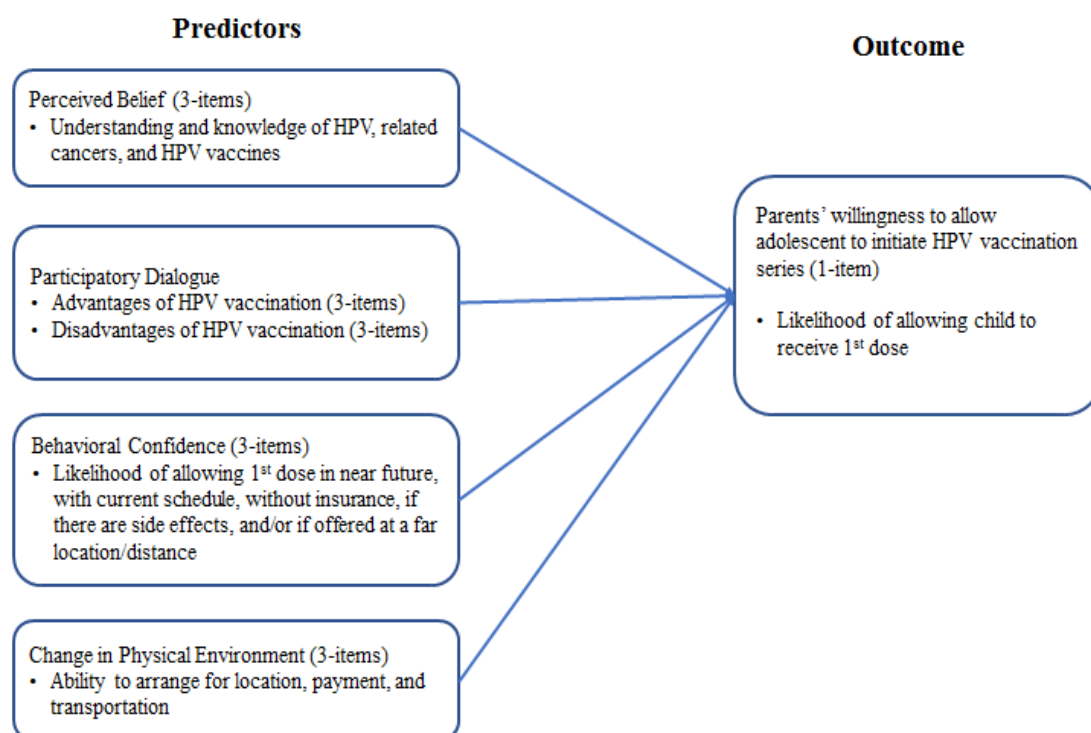 Predictors
Outcome
Perceived Belief (3-items)
• Understanding and knowledge of HPV, related
cancers, and HPV vaccines
Participatory Dialogue
• Advantages of HPV vaccination (3-items)
• Disadvantages of HPV vaccination (3-items)
Behavioral Confidence (3-items)
• Likelihood of allowing 1st dose in near future,
with current schedule, without insurance, if
there are side effects, and/or if offered at a far
location/distance
Change in Physical Environment (3-items)
• Ability to arrange for location, payment, and
transportation
Parents’ willingness to allow
adolescent to initiate HPV vaccination
series (1-item)
• Likelihood of allowing child to
receive 1st dose